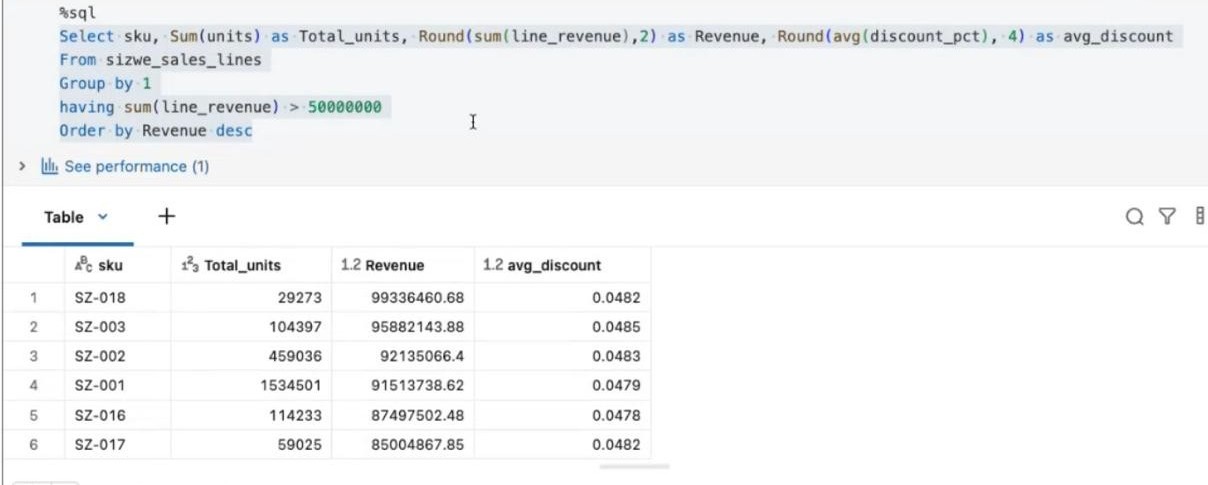 %sql
Select sku, Sum(units) as Total_units, Round(sum(line_revenue),2) as Revenue, Round(avg(discount_pct), 4) as avg_discount
From sizwe_sales_lines
Group by 1
having sum(line_revenue) > 50000000
Order by Revenue desc
See performance (1)
Table +
ABC sku 123 Total_units 1.2 Revenue 1.2 avg_discount
1 SZ-018 29273 99336460.68 0.0482
2 SZ-003 104397 95882143.88 0.0485
3 SZ-002 459036 92135066.4 0.0483
4 SZ-001 1534501 91513738.62 0.0479
5 SZ-016 114233 87497502.48 0.0478
6 SZ-017 59025 85004867.85 0.0482